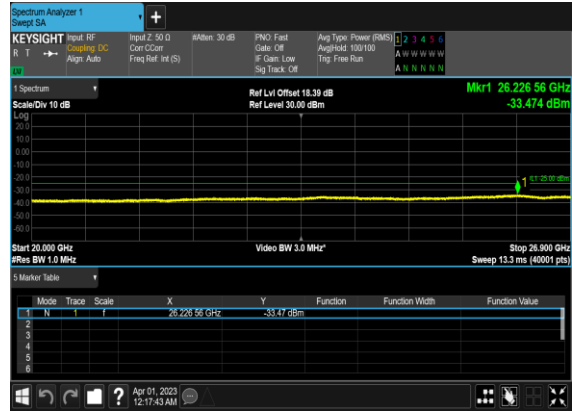 Spectrum Analyzer 1
Swept SA
+
KEYSIGHT Input: RF Input Z: 50 Ω #Atten: 30 dB PNO: Fast Avg Type: Power (RMS) 1 2 3 4 5 6
R T Coupling: DC Corr CCorr Gate: Off Avg|Hold: 100/100 A W W W W W
Align: Auto Freq Ref: Int (S) IF Gain: Low Trig: Free Run
Sig Track: Off A N N N N N
1 Spectrum Ref Lvl Offset 18.39 dB Mkr1 26.226 56 GHz
Scale/Div 10 dB Ref Level 30.00 dBm -33.474 dBm
Log
20.0
10.0
0.00
-10.0
-20.0
1
-30.0
-40.0
-50.0
-60.0
Start 20.000 GHz Video BW 3.0 MHz* Stop 26.900 GHz
#Res BW 1.0 MHz Sweep 13.3 ms (40001 pts)
5 Marker Table
Mode Trace Scale X Y Function Function Width Function Value
1 N 1 f 26.226 56 GHz -33.47 dBm
2
3
4
5
6
? Apr 01, 2023
12:17:43 AM